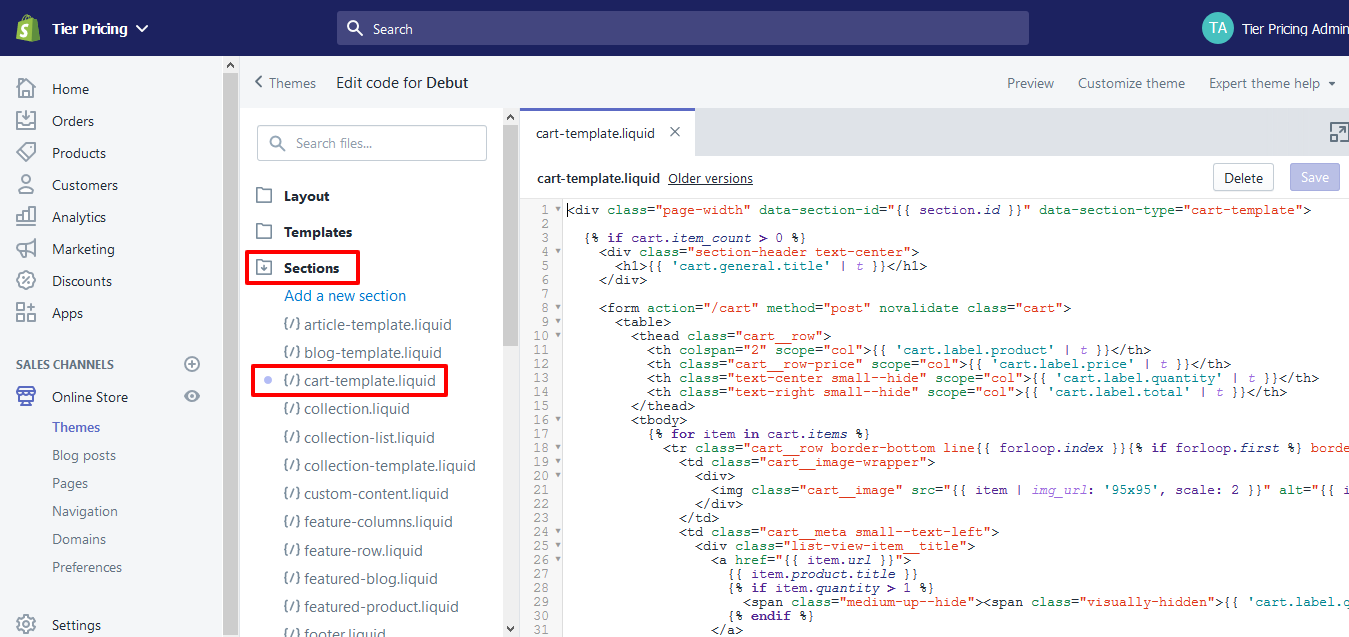 Tier Pricing
Search
TA Tier Pricing Admin
Home
Orders
Products
Customers
Analytics
Marketing
Discounts
Apps
SALES CHANNELS
Online Store
Themes
Blog posts
Pages
Navigation
Domains
Preferences
Settings
Themes Edit code for Debut
Preview Customize theme Expert theme help
Search files...
Layout
Templates
Sections
Add a new section
{/} article-template.liquid
{/} blog-template.liquid
{/} cart-template.liquid
{/} collection.liquid
{/} collection-list.liquid
{/} collection-template.liquid
{/} custom-content.liquid
{/} feature-columns.liquid
{/} feature-row.liquid
{/} featured-blog.liquid
{/} featured-product.liquid
{/} footer.liquid
cart-template.liquid ×
cart-template.liquid Older versions Delete Save
1 <div class="page-width" data-section-id="{{ section.id }}" data-section-type="cart-template">
2
3 {% if cart.item_count > 0 %}
4 <div class="section-header text-center">
5 <h1>{{ 'cart.general.title' | t }}</h1>
6 </div>
7
8 <form action="/cart" method="post" novalidate class="cart">
9 <table>
10 <thead class="cart__row">
11 <th colspan="2" scope="col">{{ 'cart.label.product' | t }}</th>
12 <th class="cart__row-price" scope="col">{{ 'cart.label.price' | t }}</th>
13 <th class="text-center small--hide" scope="col">{{ 'cart.label.quantity' | t }}</th>
14 <th class="text-right small--hide" scope="col">{{ 'cart.label.total' | t }}</th>
15 </thead>
16 <tbody>
17 {% for item in cart.items %}
18 <tr class="cart__row border-bottom line{{ forloop.index }}{% if forloop.first %} borde
19 <td class="cart__image-wrapper">
20 <div>
21 <img class="cart__image" src="{{ item | img_url: '95x95', scale: 2 }}" alt="{{ i
22 </div>
23 </td>
24 <td class="cart__meta small--text-left">
25 <div class="list-view-item__title">
26 <a href="{{ item.url }}">
27 {{ item.product.title }}
28 {% if item.quantity > 1 %}
29 <span class="medium-up--hide"><span class="visually-hidden">{{ 'cart.label.q
30 {% endif %}
31 </a>